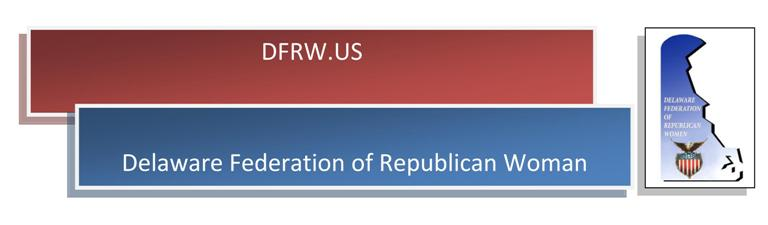 DFRW.US
Delaware Federation of Republican Woman
DELAWARE
FEDERATION
OF
REPUBLICAN
WOMEN